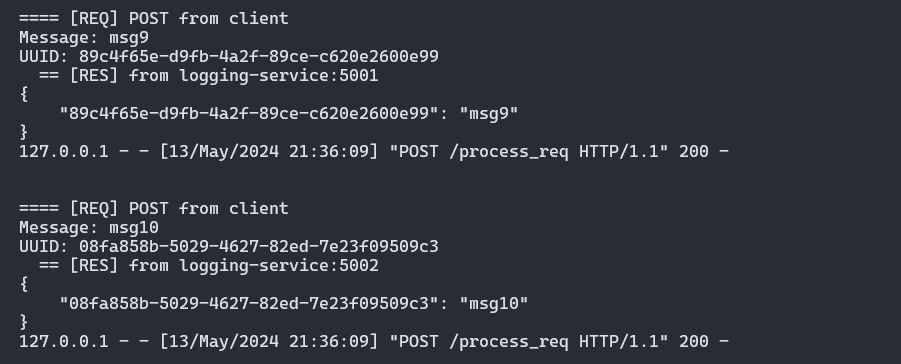 ==== [REQ] POST from client
Message: msg9
UUID: 89c4f65e-d9fb-4a2f-89ce-c620e2600e99
  == [RES] from logging-service:5001
{
    "89c4f65e-d9fb-4a2f-89ce-c620e2600e99": "msg9"
}
127.0.0.1 - - [13/May/2024 21:36:09] "POST /process_req HTTP/1.1" 200 -
==== [REQ] POST from client
Message: msg10
UUID: 08fa858b-5029-4627-82ed-7e23f09509c3
  == [RES] from logging-service:5002
{
    "08fa858b-5029-4627-82ed-7e23f09509c3": "msg10"
}
127.0.0.1 - - [13/May/2024 21:36:09] "POST /process_req HTTP/1.1" 200 -